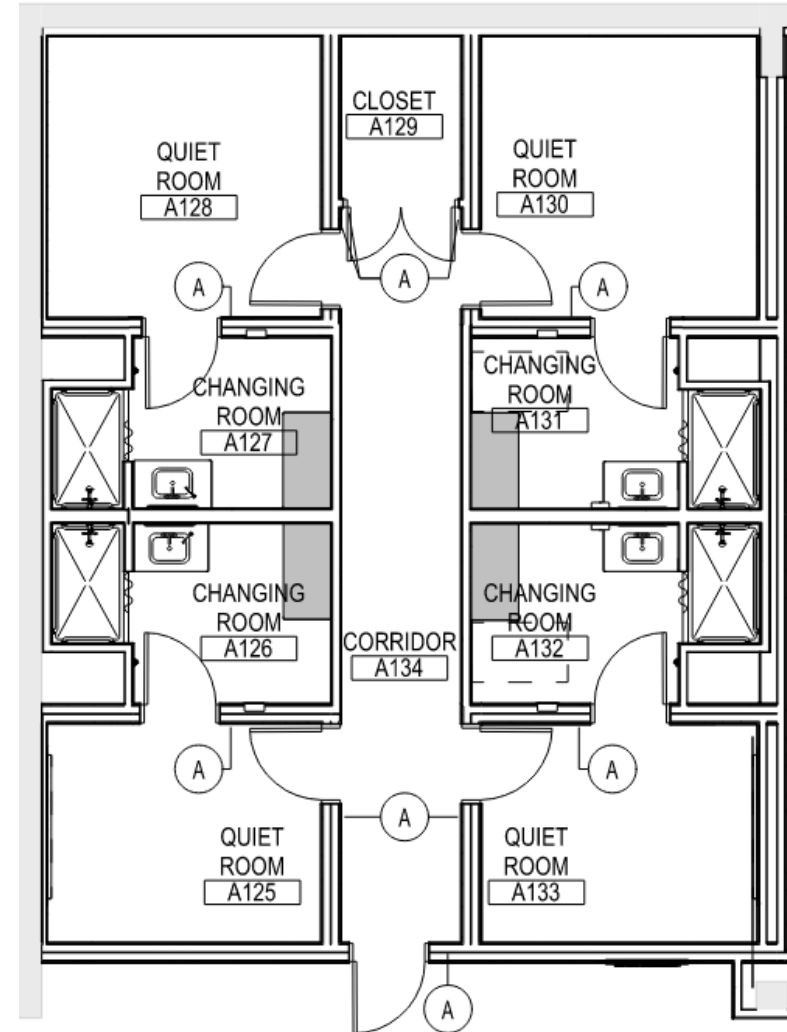 CLOSET
A129
QUIET
ROOM
A128
QUIET
ROOM
A130
A
A
A
CHANGING
ROOM
A127
CHANGING
ROOM
A131
CHANGING
ROOM
A126
CHANGING
ROOM
A132
CORRIDOR
A134
A
A
A
QUIET
ROOM
A125
QUIET
ROOM
A133
A